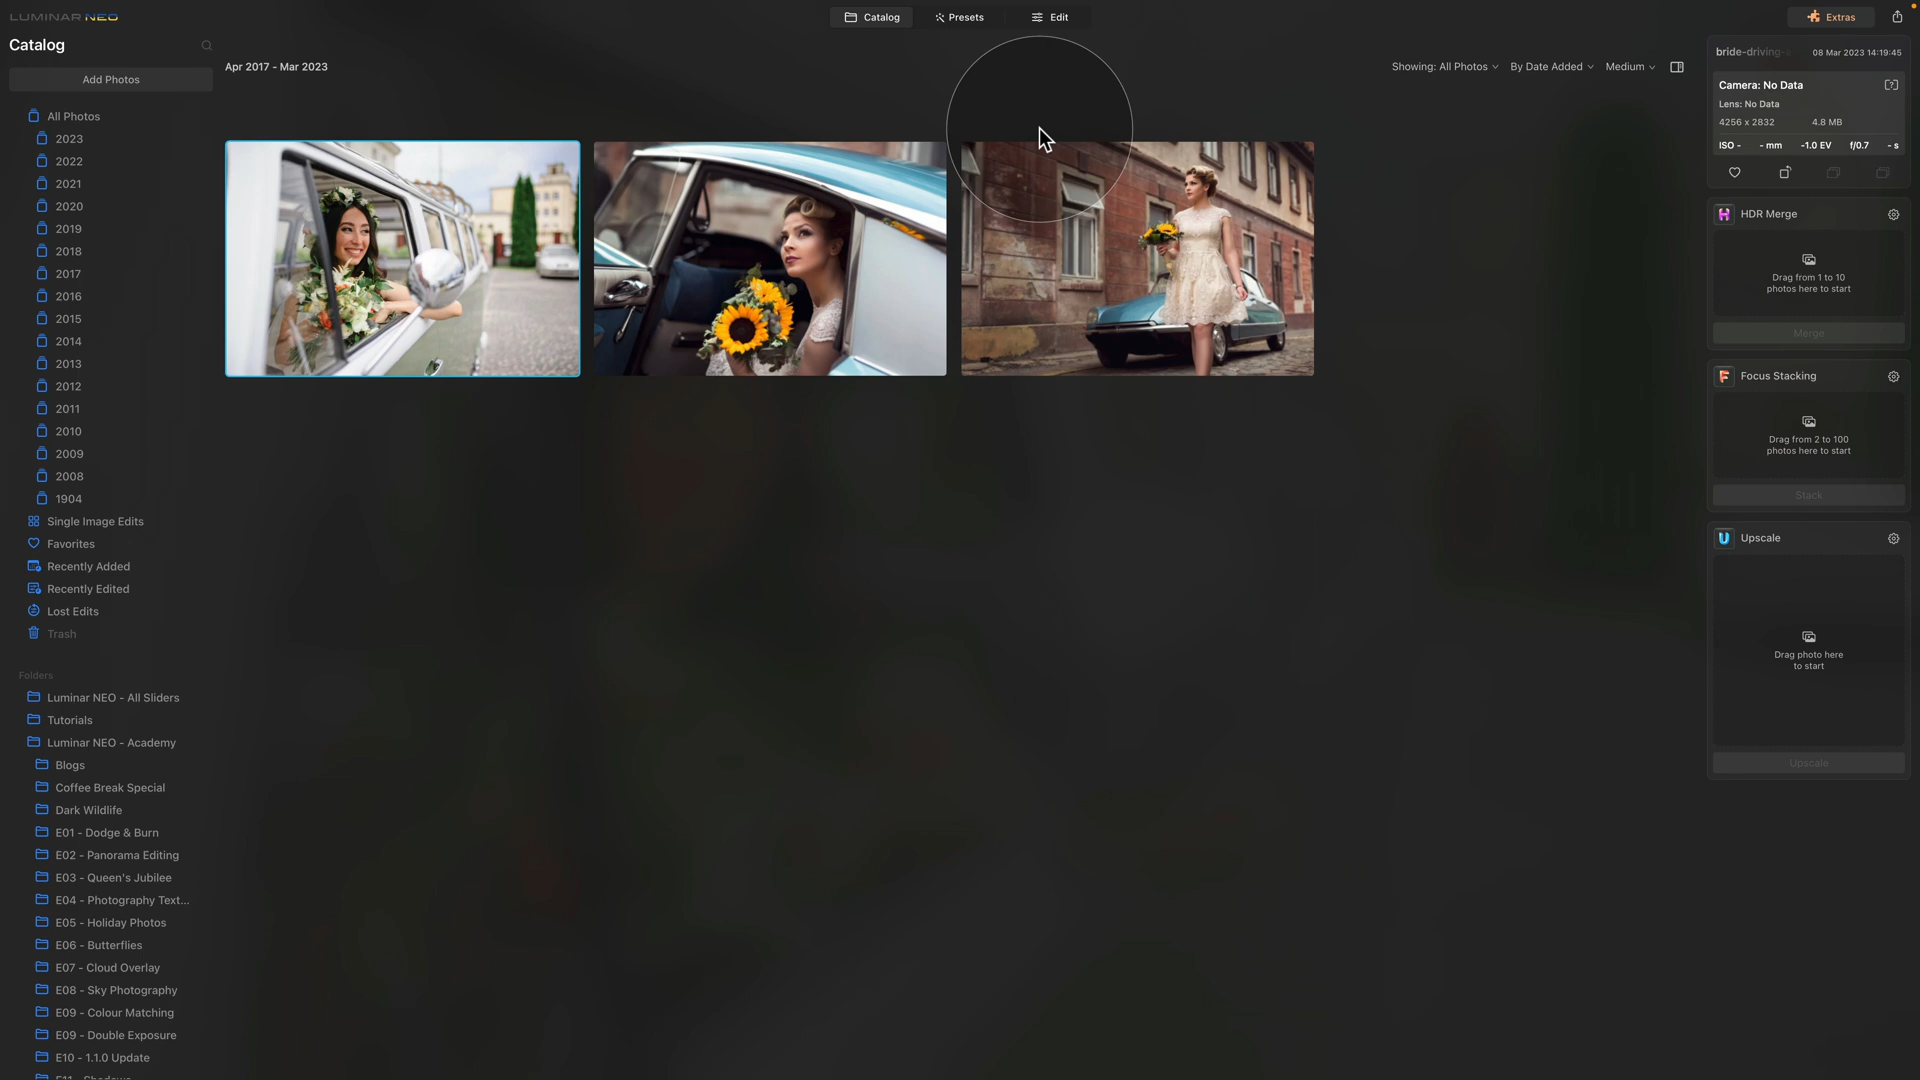 LUMINAR NEO
Catalog
Presets
Edit
Extras
Catalog
Add Photos
All Photos
2023
2022
2021
2020
2019
2018
2017
2016
2015
2014
2013
2012
2011
2010
2009
2008
1904
Single Image Edits
Favorites
Recently Added
Recently Edited
Lost Edits
Trash
Folders
Luminar NEO - All Sliders
Tutorials
Luminar NEO - Academy
Blogs
Coffee Break Special
Dark Wildlife
E01 - Dodge & Burn
E02 - Panorama Editing
E03 - Queen's Jubilee
E04 - Photography Text...
E05 - Holiday Photos
E06 - Butterflies
E07 - Cloud Overlay
E08 - Sky Photography
E09 - Colour Matching
E09 - Double Exposure
E10 - 1.1.0 Update
Apr 2017 - Mar 2023
Showing: All Photos
By Date Added
Medium
bride-driving-
08 Mar 2023 14:19:45
Camera: No Data
Lens: No Data
4256 x 2832 4.8 MB
ISO - - mm -1.0 EV f/0.7 - s
HDR Merge
Drag from 1 to 10
photos here to start
Merge
Focus Stacking
Drag from 2 to 100
photos here to start
Stack
Upscale
Drag photo here
to start
Upscale